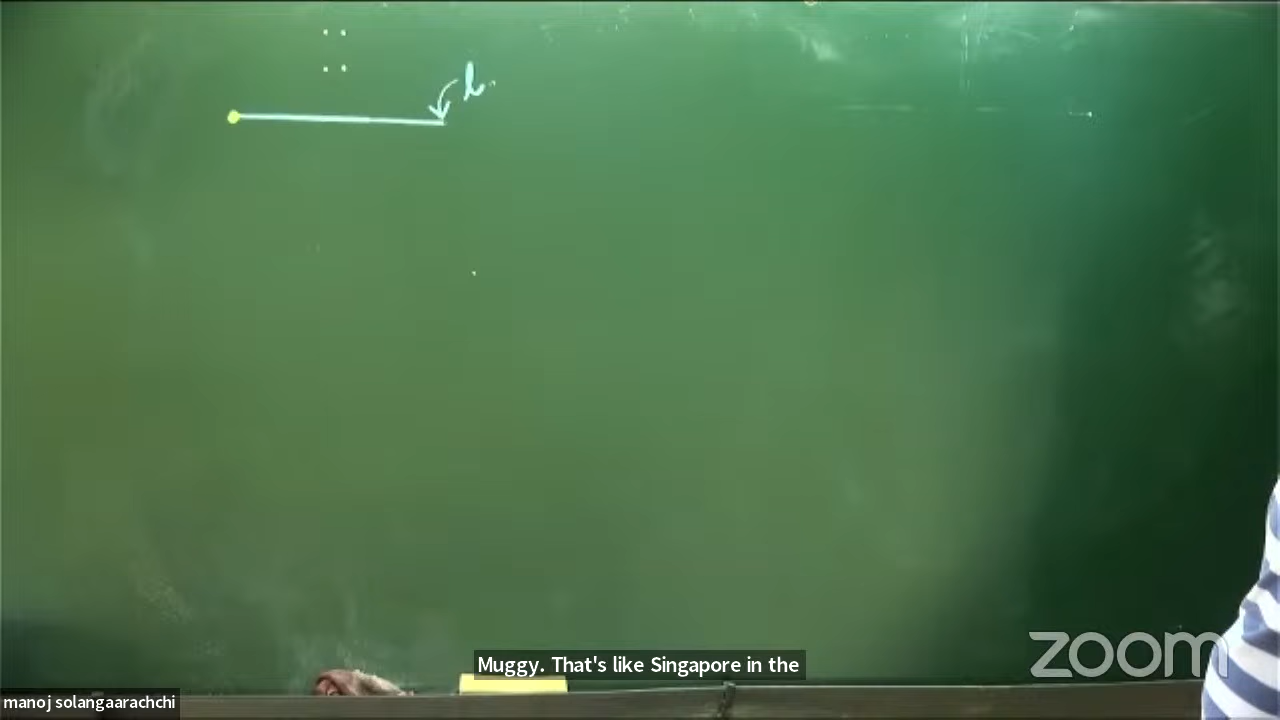 h.
Muggy. That's like Singapore in the
zoom
manoj solangaarachchi